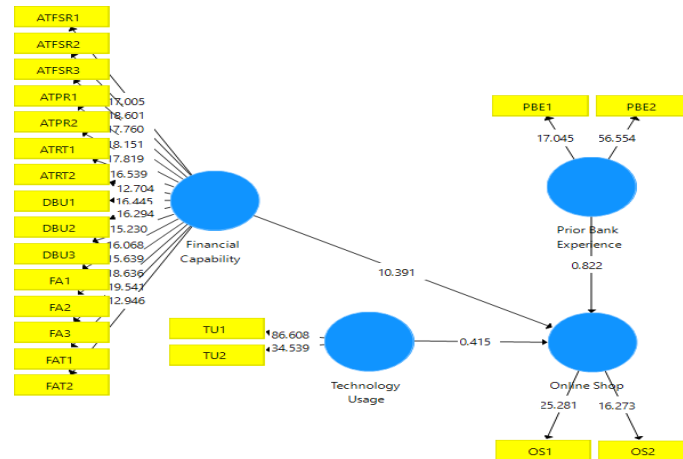 ATFSR1
ATFSR2
ATFSR3
ATPR1
ATPR2
ATRT1
ATRT2
DBU1
DBU2
DBU3
FA1
FA2
FA3
FAT1
FAT2
17.005
18.601
17.760
18.151
17.819
16.539
12.704
16.445
16.294
15.230
16.068
15.639
18.636
19.541
12.946
Financial
Capability
10.391
PBE1
PBE2
17.045
56.554
Prior Bank
Experience
0.822
TU1
TU2
86.608
34.539
Technology
Usage
0.415
Online Shop
25.281
16.273
OS1
OS2